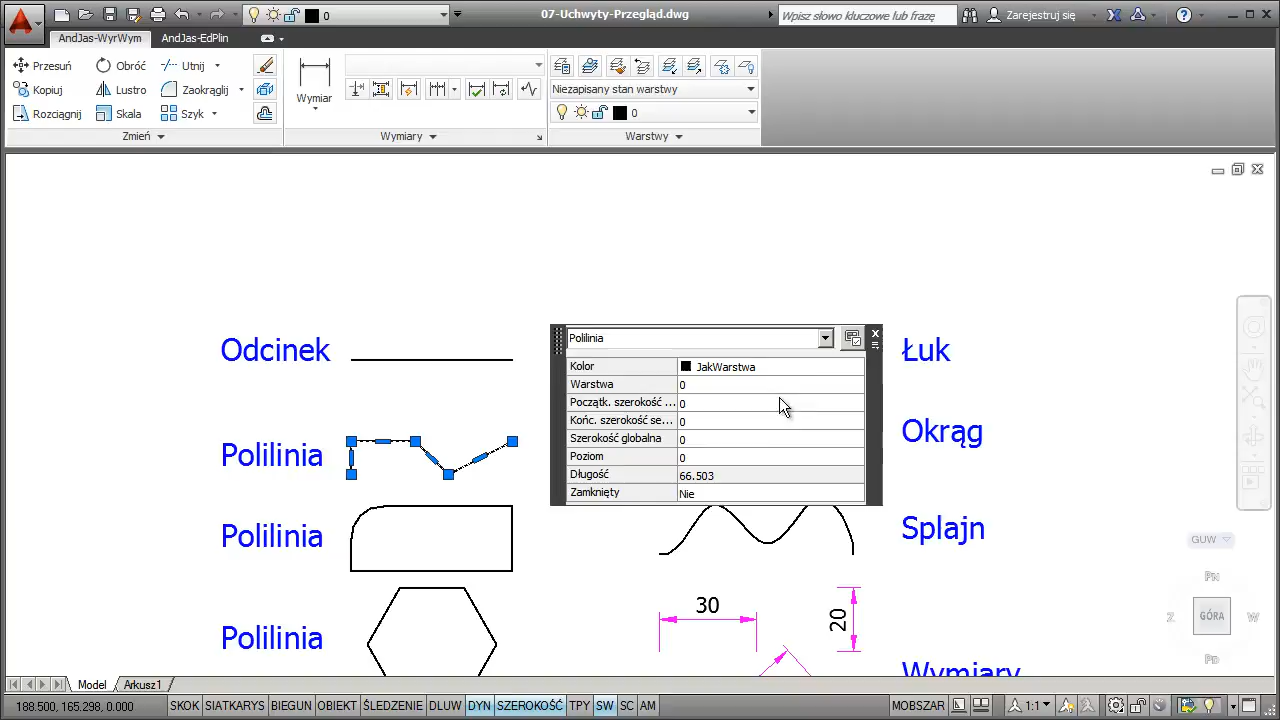 0
07-Uchwyty-Przegląd.dwg
Wpisz słowo kluczowe lub frazę
Zarejestruj się
AndJas-WyrWym
AndJas-EdPlin
Przesuń
Obróć
Utnij
Kopiuj
Lustro
Zaokrąglij
Rozciągnij
Skala
Szyk
Zmień
Wymiar
Wymiary
Niezapisany stan warstwy
0
Warstwy
Odcinek
Polilinia
Polilinia
Polilinia
Polilinia
Kolor JakWarstwa
Warstwa 0
Początk. szerokość ... 0
Końc. szerokość se... 0
Szerokość globalna 0
Poziom 0
Długość 66.503
Zamknięty Nie
Łuk
Okrąg
Splajn
30
20
Wymiary
GUW
PN
Z
GÓRA
W
PD
Model
Arkusz1
188.500, 165.298, 0.000
SKOK
SIATKARYS
BIEGUN
OBIEKT
ŚLEDZENIE
DLUW
DYN
SZEROKOŚĆ
TPY
SW
SC
AM
MOBSZAR
1:1